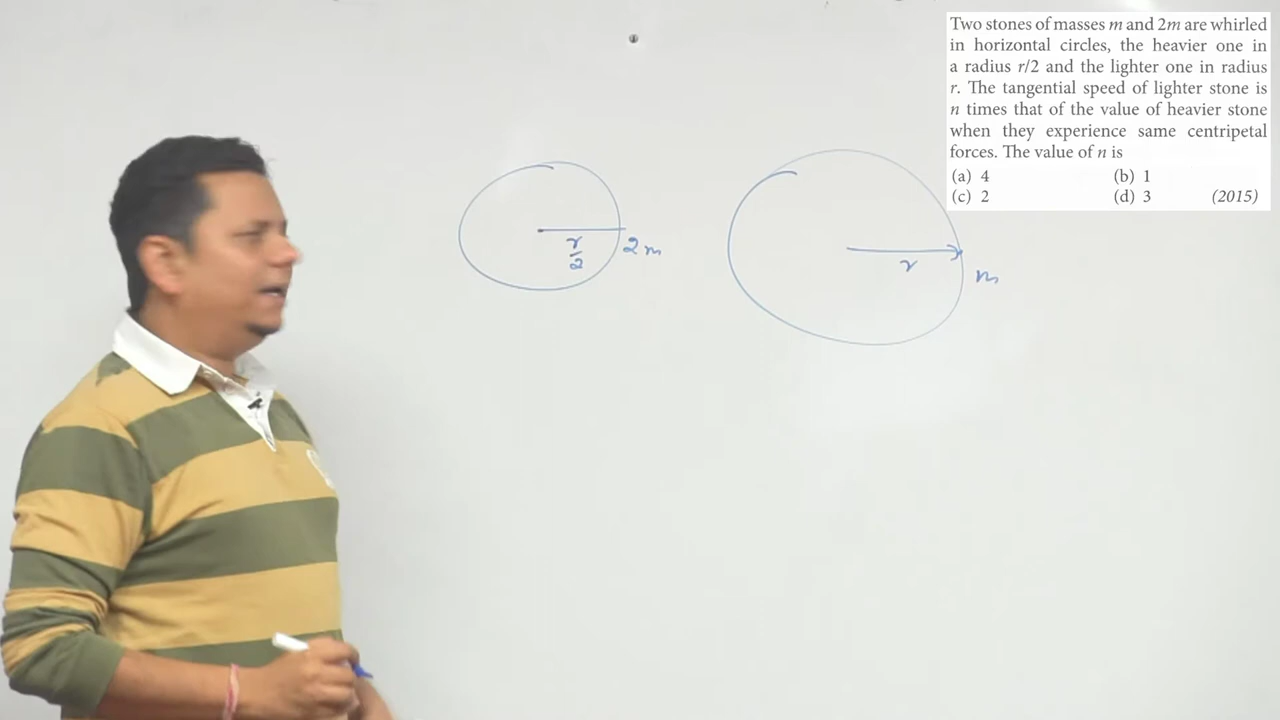 Two stones of masses m and 2m are whirled
in horizontal circles, the heavier one in
a radius r/2 and the lighter one in radius
r. The tangential speed of lighter stone is
n times that of the value of heavier stone
when they experience same centripetal
forces. The value of n is
(a) 4 (b) 1
(c) 2 (d) 3 (2015)
r/2 2m
r
m